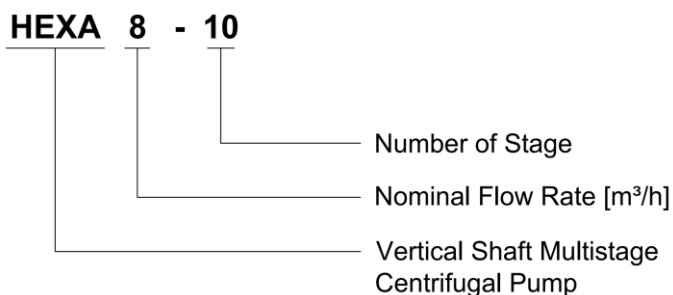 HEXA 8 - 10
Number of Stage
Nominal Flow Rate [m³/h]
Vertical Shaft Multistage
Centrifugal Pump